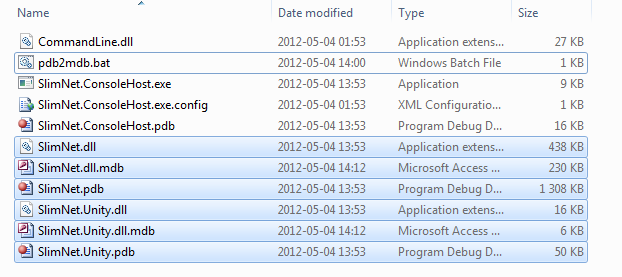 Name Date modified Type Size
CommandLine.dll 2012-05-04 01:53 Application extens... 27 KB
pdb2mdb.bat 2012-05-04 14:00 Windows Batch File 1 KB
SlimNet.ConsoleHost.exe 2012-05-04 13:53 Application 9 KB
SlimNet.ConsoleHost.exe.config 2012-05-04 01:53 XML Configuratio... 1 KB
SlimNet.ConsoleHost.pdb 2012-05-04 13:53 Program Debug D... 16 KB
SlimNet.dll 2012-05-04 13:53 Application extens... 438 KB
SlimNet.dll.mdb 2012-05-04 14:12 Microsoft Access ... 230 KB
SlimNet.pdb 2012-05-04 13:53 Program Debug D... 1 308 KB
SlimNet.Unity.dll 2012-05-04 13:53 Application extens... 16 KB
SlimNet.Unity.dll.mdb 2012-05-04 14:12 Microsoft Access ... 6 KB
SlimNet.Unity.pdb 2012-05-04 13:53 Program Debug D... 50 KB